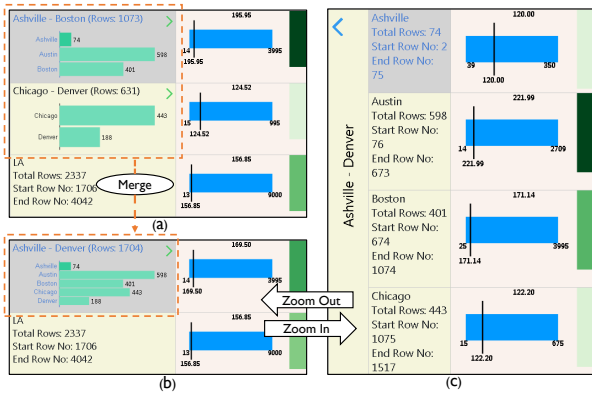 Ashville - Boston (Rows: 1073)
Ashville
74
Austin
598
Boston
401
195.95
14
3995
195.95
Chicago - Denver (Rows: 631)
Chicago
443
Denver
188
124.52
15
995
124.52
LA
Total Rows: 2337
Start Row No: 1706
End Row No: 4042
156.85
13
9000
156.85
Merge
(a)
Ashville - Denver (Rows: 1704)
Ashville
74
Austin
598
Boston
401
Chicago
443
Denver
188
169.50
14
3995
169.50
LA
Total Rows: 2337
Start Row No: 1706
End Row No: 4042
156.85
13
9000
156.85
(b)
Zoom Out
Zoom In
Ashville - Denver
Ashville
Total Rows: 74
Start Row No: 2
End Row No:
75
120.00
39
350
120.00
Austin
Total Rows: 598
Start Row No:
76
End Row No:
673
221.99
14
2709
221.99
Boston
Total Rows: 401
Start Row No:
674
End Row No:
1074
171.14
25
3995
171.14
Chicago
Total Rows: 443
Start Row No:
1075
End Row No:
1517
122.20
15
675
122.20
(c)